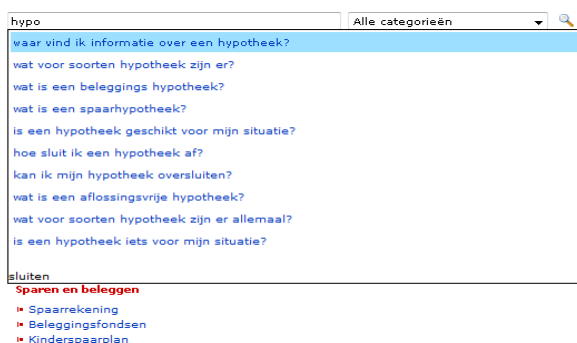 hypo Alle categorieën
waar vind ik informatie over een hypotheek?
wat voor soorten hypotheek zijn er?
wat is een beleggings hypotheek?
wat is een spaarhypotheek?
is een hypotheek geschikt voor mijn situatie?
hoe sluit ik een hypotheek af?
kan ik mijn hypotheek oversluiten?
wat is een aflossingsvrije hypotheek?
wat voor soorten hypotheek zijn er allemaal?
is een hypotheek iets voor mijn situatie?
sluiten
Sparen en beleggen
Spaarrekening
Beleggingsfondsen
Kinderspaarplan